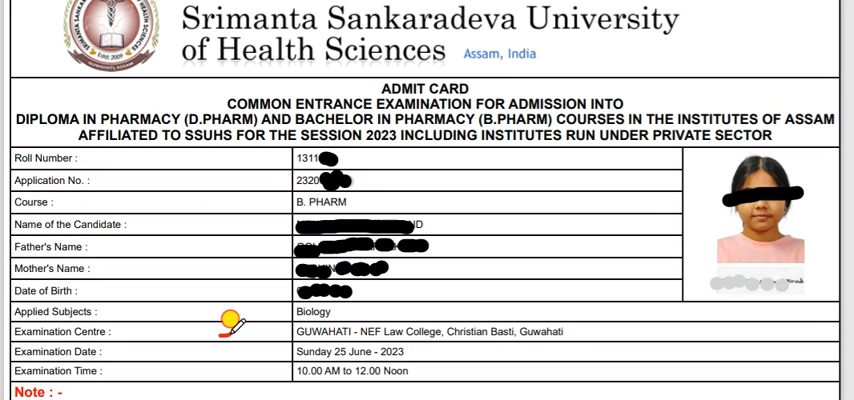 Srimanta Sankaradeva University
of Health Sciences Assam, India
ADMIT CARD
COMMON ENTRANCE EXAMINATION FOR ADMISSION INTO
DIPLOMA IN PHARMACY (D.PHARM) AND BACHELOR IN PHARMACY (B.PHARM) COURSES IN THE INSTITUTES OF ASSAM
AFFILIATED TO SSUHS FOR THE SESSION 2023 INCLUDING INSTITUTES RUN UNDER PRIVATE SECTOR
Roll Number : 1311
Application No. : 2320
Course : B. PHARM
Name of the Candidate :
Father's Name :
Mother's Name :
Date of Birth :
Applied Subjects : Biology
Examination Centre : GUWAHATI - NEF Law College, Christian Basti, Guwahati
Examination Date : Sunday 25 June - 2023
Examination Time : 10.00 AM to 12.00 Noon
Note : -